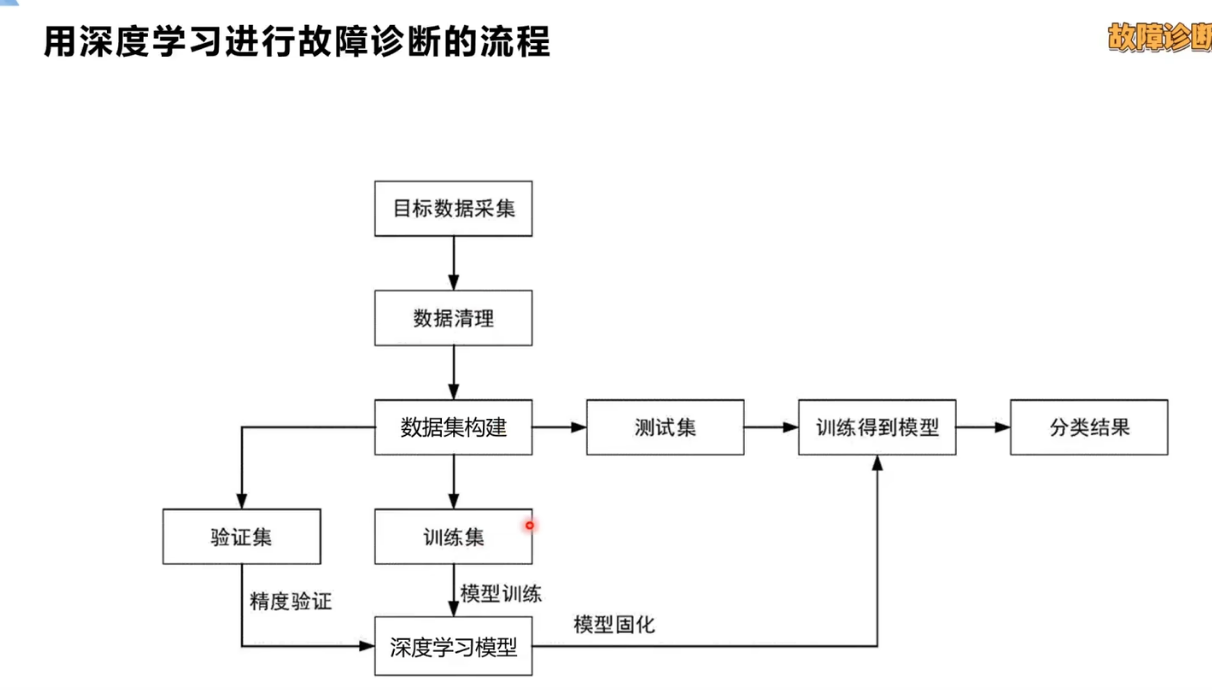 用深度学习进行故障诊断的流程
故障诊断
目标数据采集
数据清理
数据集构建
测试集
训练得到模型
分类结果
验证集
训练集
精度验证
模型训练
深度学习模型
模型固化